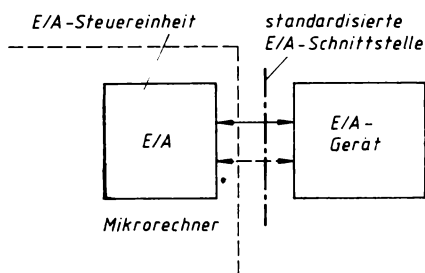 E/A-Steuereinheit
standardisierte
E/A-Schnittstelle
E/A
E/A-
Gerät
Mikrorechner